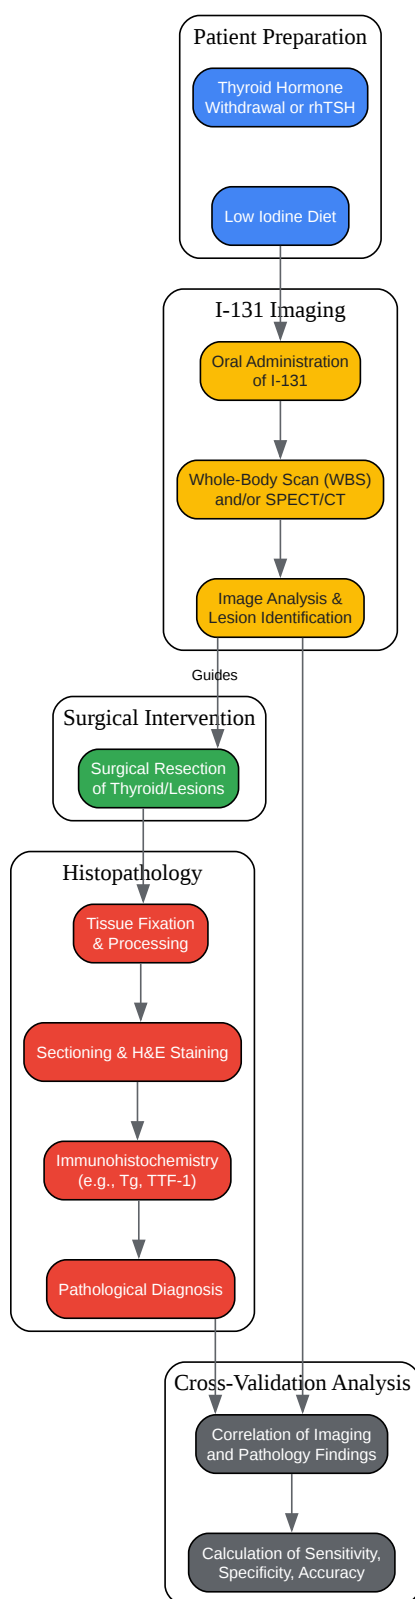 Patient Preparation
Thyroid Hormone
Withdrawal or rhTSH
Low Iodine Diet
I-131 Imaging
Oral Administration
of I-131
Whole-Body Scan (WBS)
and/or SPECT/CT
Image Analysis &
Lesion Identification
Guides
Surgical Intervention
Surgical Resection
of Thyroid/Lesions
Histopathology
Tissue Fixation
& Processing
Sectioning & H&E Staining
Immunohistochemistry
(e.g., Tg, TTF-1)
Pathological Diagnosis
Cross-Validation Analysis
Correlation of Imaging
and Pathology Findings
Calculation of Sensitivity,
Specificity, Accuracy